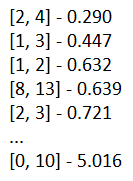 [2, 4] - 0.290
[1, 3] - 0.447
[1, 2] - 0.632
[8, 13] - 0.639
[2, 3] - 0.721
...
[0, 10] - 5.016